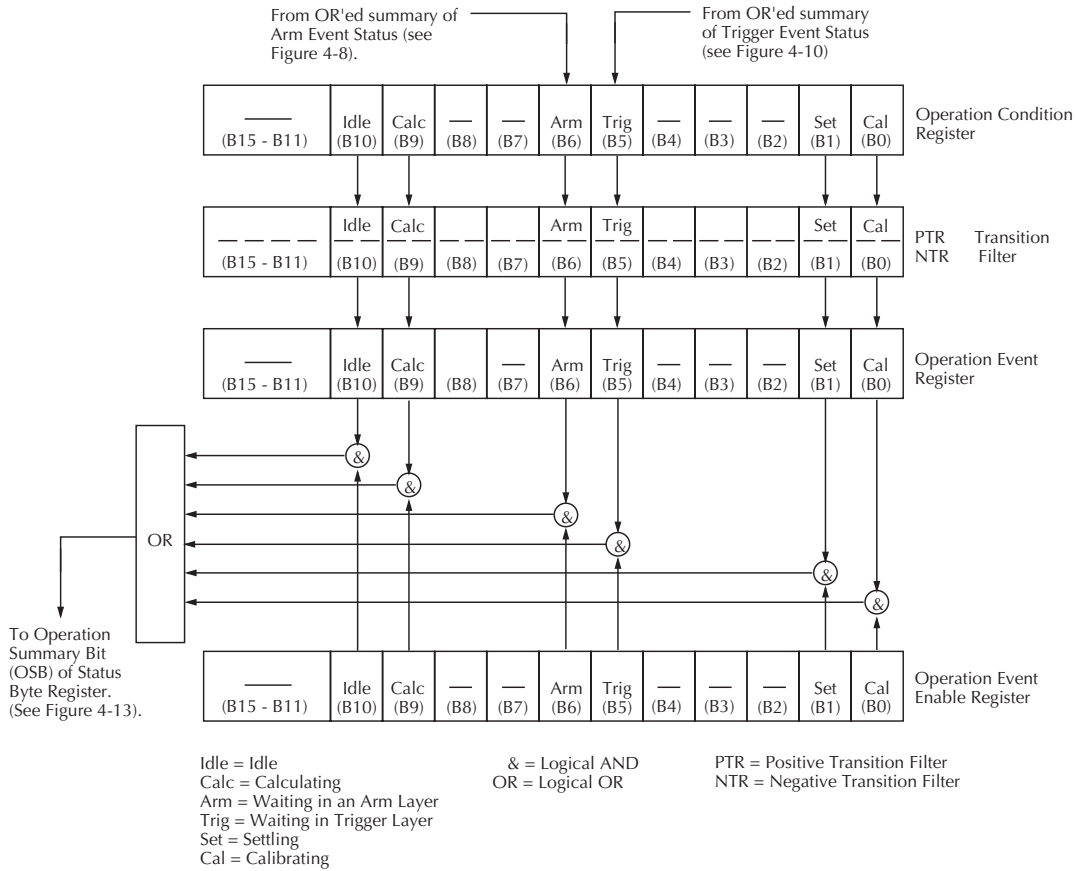 From OR'ed summary of
Arm Event Status (see
Figure 4-8).
From OR'ed summary
of Trigger Event Status
(see Figure 4-10)
Idle Calc — — Arm Trig — — — Set Cal
(B15 - B11) (B10) (B9) (B8) (B7) (B6) (B5) (B4) (B3) (B2) (B1) (B0)
Operation Condition
Register
Idle Calc Arm Trig Set Cal
(B15 - B11) (B10) (B9) (B8) (B7) (B6) (B5) (B4) (B3) (B2) (B1) (B0)
PTR Transition
NTR Filter
Idle Calc — Arm Trig — — — Set Cal
(B15 - B11) (B10) (B9) (B8) (B7) (B6) (B5) (B4) (B3) (B2) (B1) (B0)
Operation Event
Register
&
&
&
OR
&
&
&
To Operation
Summary Bit
(OSB) of Status
Byte Register.
(See Figure 4-13).
Idle Calc — — Arm Trig — — — Set Cal
(B15 - B11) (B10) (B9) (B8) (B7) (B6) (B5) (B4) (B3) (B2) (B1) (B0)
Operation Event
Enable Register
Idle = Idle
Calc = Calculating
Arm = Waiting in an Arm Layer
Trig = Waiting in Trigger Layer
Set = Settling
Cal = Calibrating
& = Logical AND
OR = Logical OR
PTR = Positive Transition Filter
NTR = Negative Transition Filter